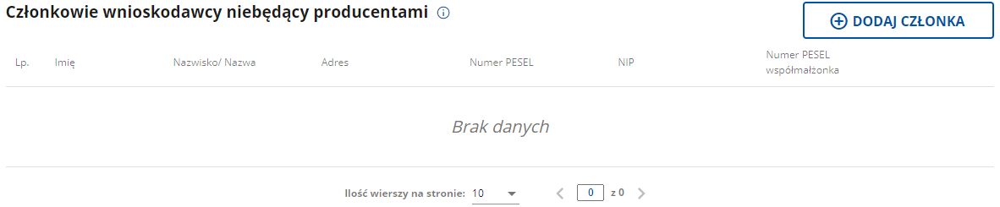 Członkowie wnioskodawcy niebędący producentami
DODAJ CZŁONKA
Lp. Imię Nazwisko/ Nazwa Adres Numer PESEL NIP Numer PESEL
współmałżonka
Brak danych
Ilość wierszy na stronie: 10 0 z 0